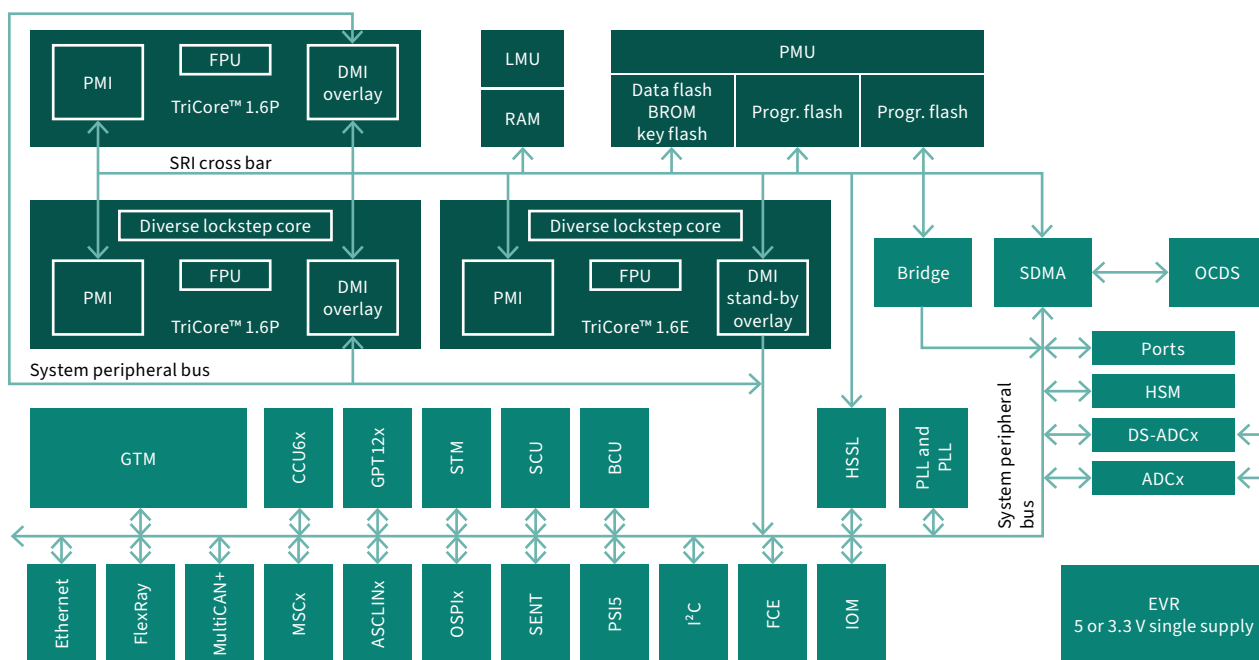 PMI
FPU
TriCore™ 1.6P
DMI
overlay
LMU
RAM
PMU
Data flash
BROM
key flash
Progr. flash
Progr. flash
SRI cross bar
Diverse lockstep core
PMI
FPU
TriCore™ 1.6P
DMI
overlay
Diverse lockstep core
PMI
FPU
TriCore™ 1.6E
DMI
stand-by
overlay
Bridge
SDMA
OCDS
System peripheral bus
Ports
HSM
DS-ADCx
ADCx
System peripheral
bus
GTM
CCU6x
GPT12x
STM
SCU
BCU
HSSL
PLL and
PLL
Ethernet
FlexRay
MultiCAN+
MSCx
ASCLINx
OSPIx
SENT
PSI5
I²C
FCE
IOM
EVR
5 or 3.3 V single supply